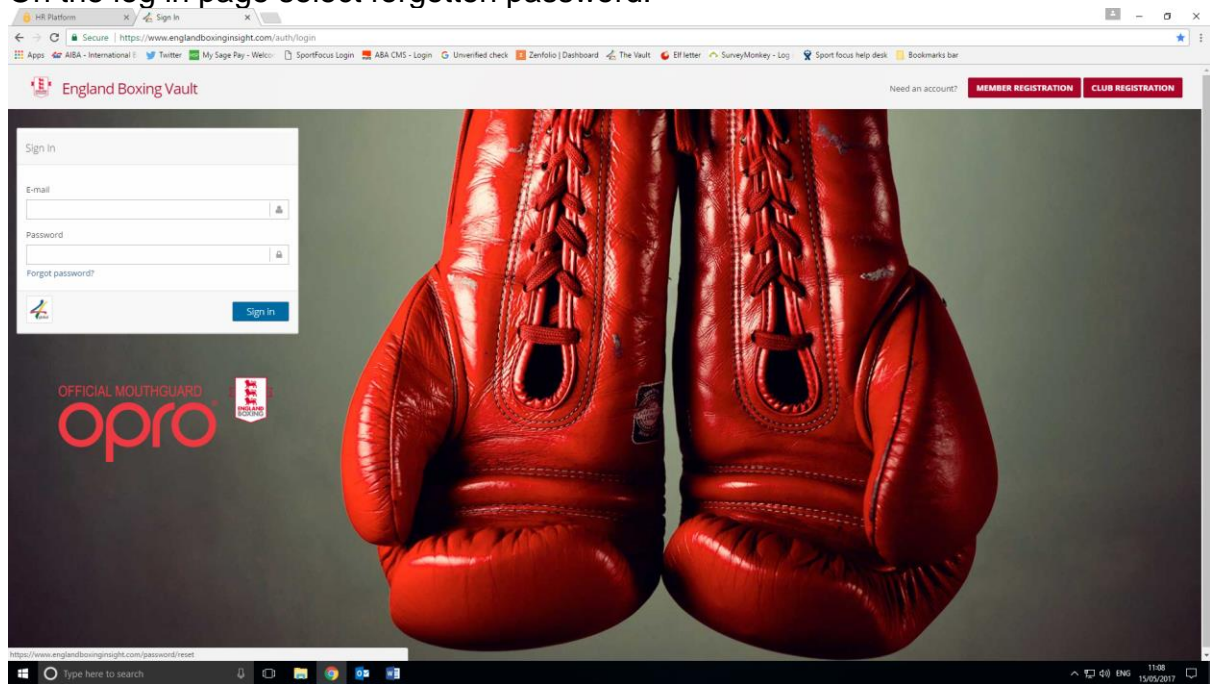 On the log in page select forgotten password.
HR Platform
Sign In
Secure | https://www.englandboxinginsight.com/auth/login
Apps AIBA - International Twitter My Sage Pay - Welco SportFocus Login ABA CMS - Login Unverified check Zenfolio | Dashboard The Vault Elf letter SurveyMonkey - Log Sport focus help desk Bookmarks bar
England Boxing Vault
Need an account? MEMBER REGISTRATION CLUB REGISTRATION
Sign In
E-mail
Password
Forgot password?
Sign in
OFFICIAL MOUTHGUARD
opro
ENGLAND
BOXING
https://www.englandboxinginsight.com/password/reset
Type here to search
ENG
11:08
15/05/2017